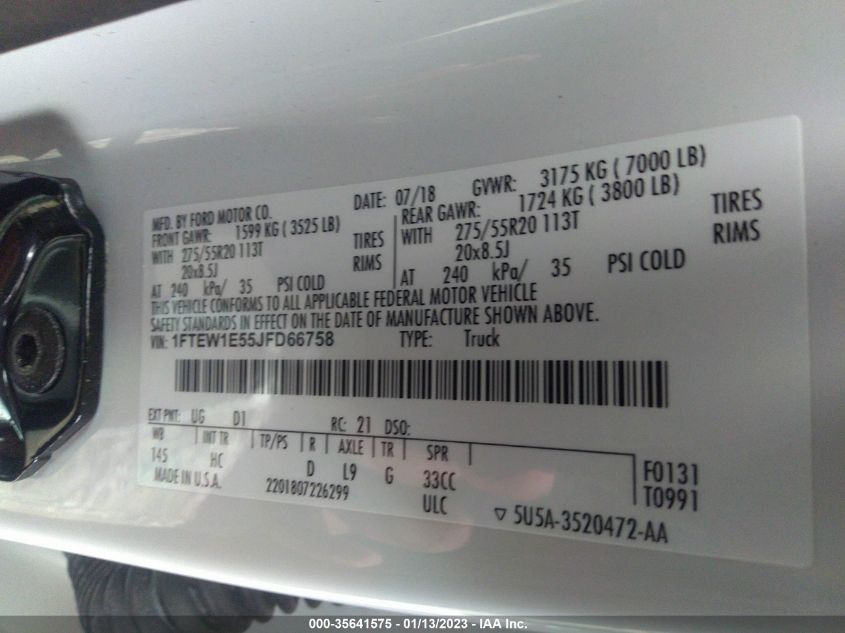 MFD. BY FORD MOTOR CO. DATE: 07/18 GVWR: 3175 KG ( 7000 LB)
FRONT GAWR: 1599 KG ( 3525 LB) REAR GAWR: 1724 KG ( 3800 LB)
WITH 275/55R20 113T TIRES WITH 275/55R20 113T TIRES
20x8.5J RIMS 20x8.5J RIMS
AT 240 kPa/ 35 PSI COLD AT 240 kPa/ 35 PSI COLD
THIS VEHICLE CONFORMS TO ALL APPLICABLE FEDERAL MOTOR VEHICLE
SAFETY STANDARDS IN EFFECT ON THE DATE OF MANUFACTURE SHOWN ABOVE.
VIN: 1FTEW1E55JFD66758 TYPE: Truck
EXT PNT: UG D1 RC: 21 DSO:
WB INT TR TP/PS R AXLE TR SPR
145 HC D L9 G 33CC F0131
MADE IN U.S.A. 2201807226299 ULC T0991
▽ 5U5A-3520472-AA
000-35641575 - 01/13/2023 - IAA Inc.